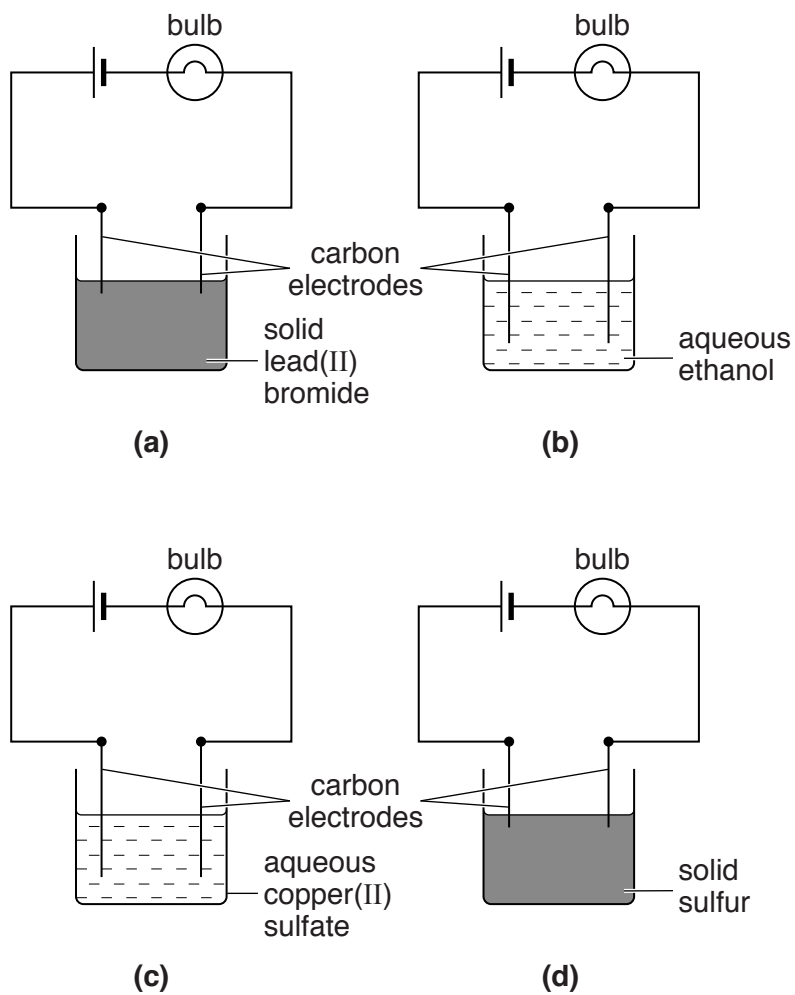 bulb
bulb
carbon
electrodes
solid
lead(II)
bromide
aqueous
ethanol
(a)
(b)
bulb
bulb
carbon
electrodes
aqueous
copper(II)
sulfate
solid
sulfur
(c)
(d)